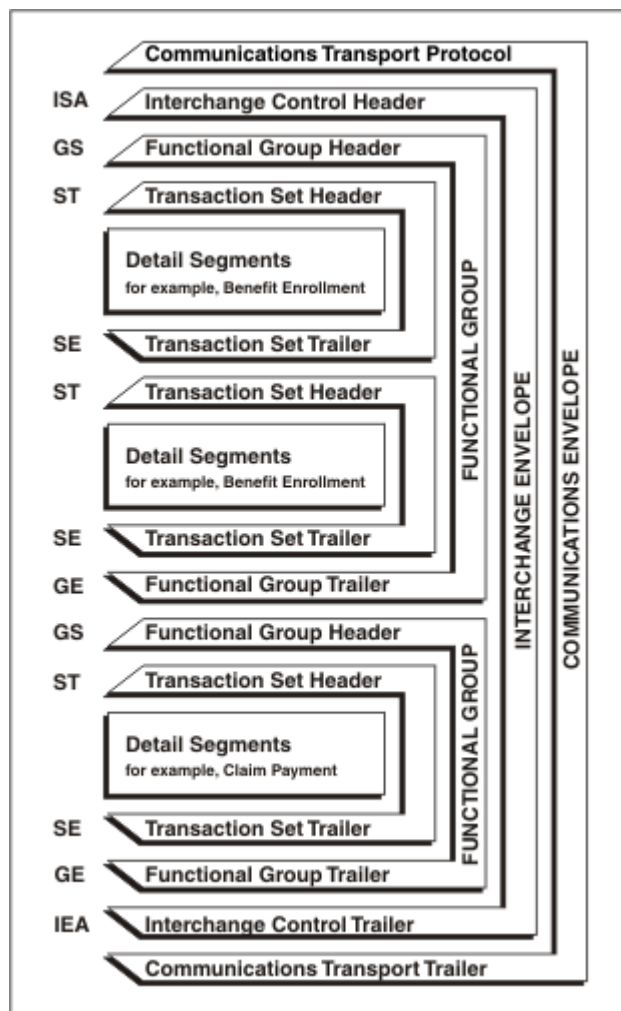 Communications Transport Protocol
ISA Interchange Control Header
GS Functional Group Header
ST Transaction Set Header
Detail Segments
for example, Benefit Enrollment
SE Transaction Set Trailer
ST Transaction Set Header
Detail Segments
for example, Benefit Enrollment
SE Transaction Set Trailer
GE Functional Group Trailer
FUNCTIONAL GROUP
GS Functional Group Header
ST Transaction Set Header
Detail Segments
for example, Claim Payment
SE Transaction Set Trailer
GE Functional Group Trailer
FUNCTIONAL GROUP
IEA Interchange Control Trailer
INTERCHANGE ENVELOPE
Communications Transport Trailer
COMMUNICATIONS ENVELOPE